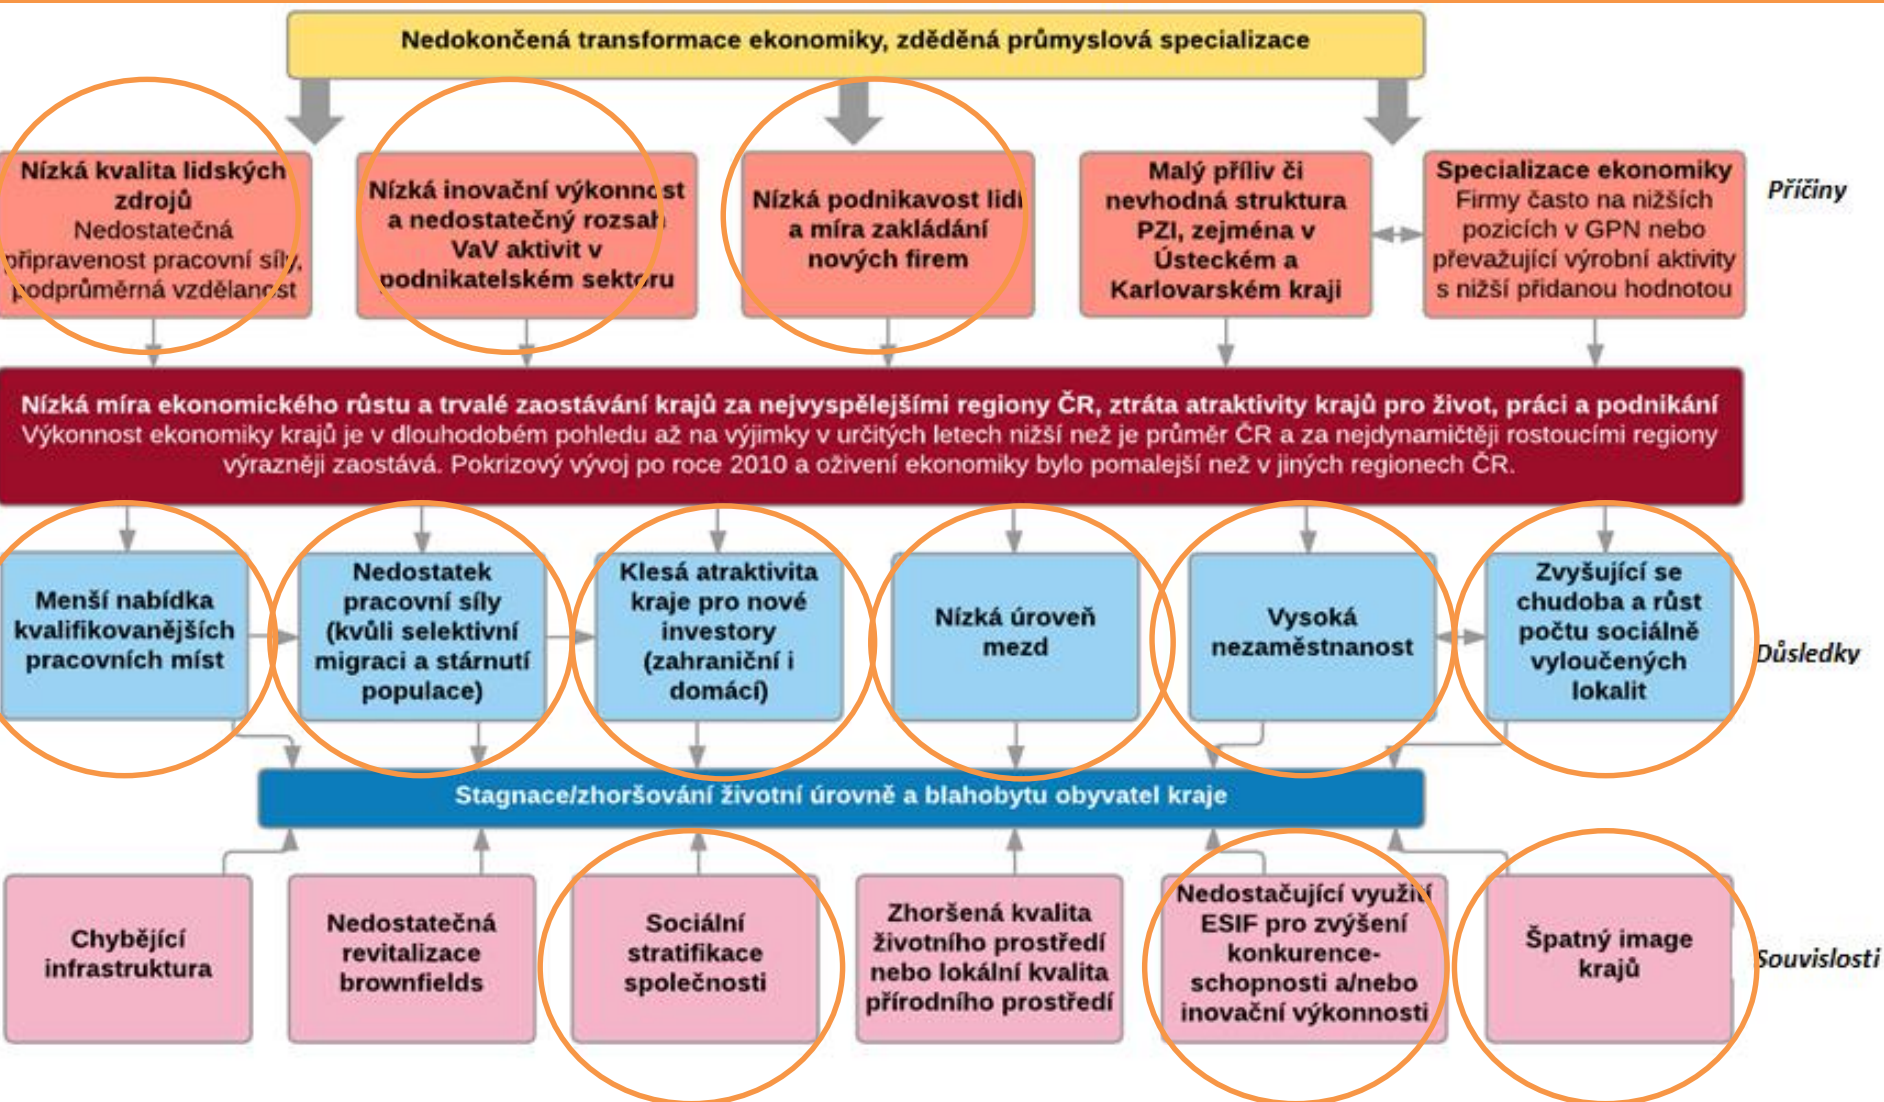 Nedokončená transformace ekonomiky, zděděná průmyslová specializace
Nízká kvalita lidských
zdrojů
Nedostatečná
připravenost pracovní síly,
podprůměrná vzdělanost
Nízká inovační výkonnost
a nedostatečný rozsah
VaV aktivit v
podnikatelském sektoru
Nízká podnikavost lidí
a míra zakládání
nových firem
Malý příliv či
nevhodná struktura
PZI, zejména v
Ústeckém a
Karlovarském kraji
Specializace ekonomiky
Firmy často na nižších
pozicích v GPN nebo
převažující výrobní aktivity
s nižší přidanou hodnotou
Příčiny
Nízká míra ekonomického růstu a trvalé zaostávání krajů za nejvyspělejšími regiony ČR, ztráta atraktivity krajů pro život, práci a podnikání
Výkonnost ekonomiky krajů je v dlouhodobém pohledu až na výjimky v určitých letech nižší než je průměr ČR a za nejdynamičtěji rostoucími regiony
výrazněji zaostává. Pokrizový vývoj po roce 2010 a oživení ekonomiky bylo pomalejší než v jiných regionech ČR.
Menší nabídka
kvalifikovanějších
pracovních míst
Nedostatek
pracovní síly
(kvůli selektivní
migraci a stárnutí
populace)
Klesá atraktivita
kraje pro nové
investory
(zahraniční i
domácí)
Nízká úroveň
mezd
Vysoká
nezaměstnanost
Zvyšující se
chudoba a růst
počtu sociálně
vyloučených
lokalit
Důsledky
Stagnace/zhoršování životní úrovně a blahobytu obyvatel kraje
Chybějící
infrastruktura
Nedostatečná
revitalizace
brownfields
Sociální
stratifikace
společnosti
Zhoršená kvalita
životního prostředí
nebo lokální kvalita
přírodního prostředí
Nedostačující využití
ESIF pro zvýšení
konkurence-
schopnosti a/nebo
inovační výkonnosti
Špatný image
krajů
Souvislosti